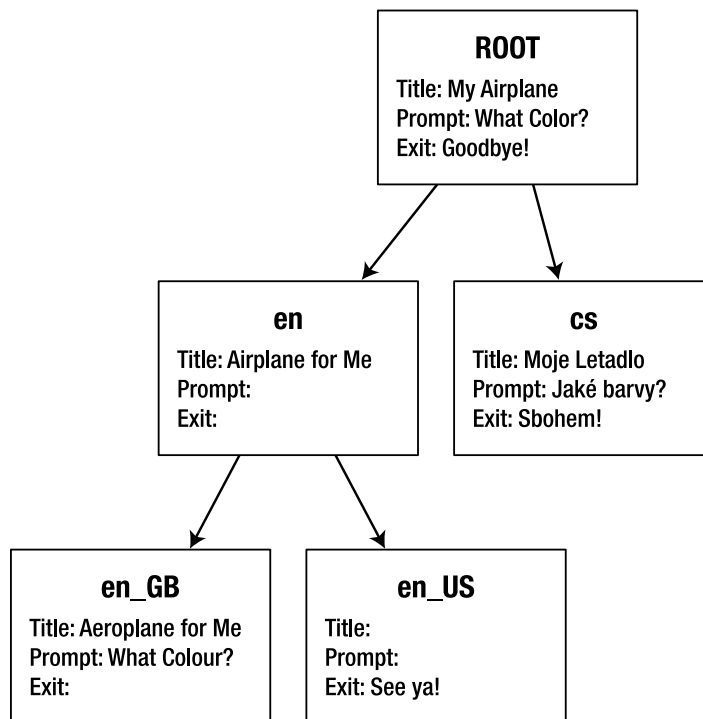 ROOT
Title: My Airplane
Prompt: What Color?
Exit: Goodbye!
en
Title: Airplane for Me
Prompt:
Exit:
cs
Title: Moje Letadlo
Prompt: Jaké barvy?
Exit: Sbohem!
en_GB
Title: Aeroplane for Me
Prompt: What Colour?
Exit:
en_US
Title:
Prompt:
Exit: See ya!